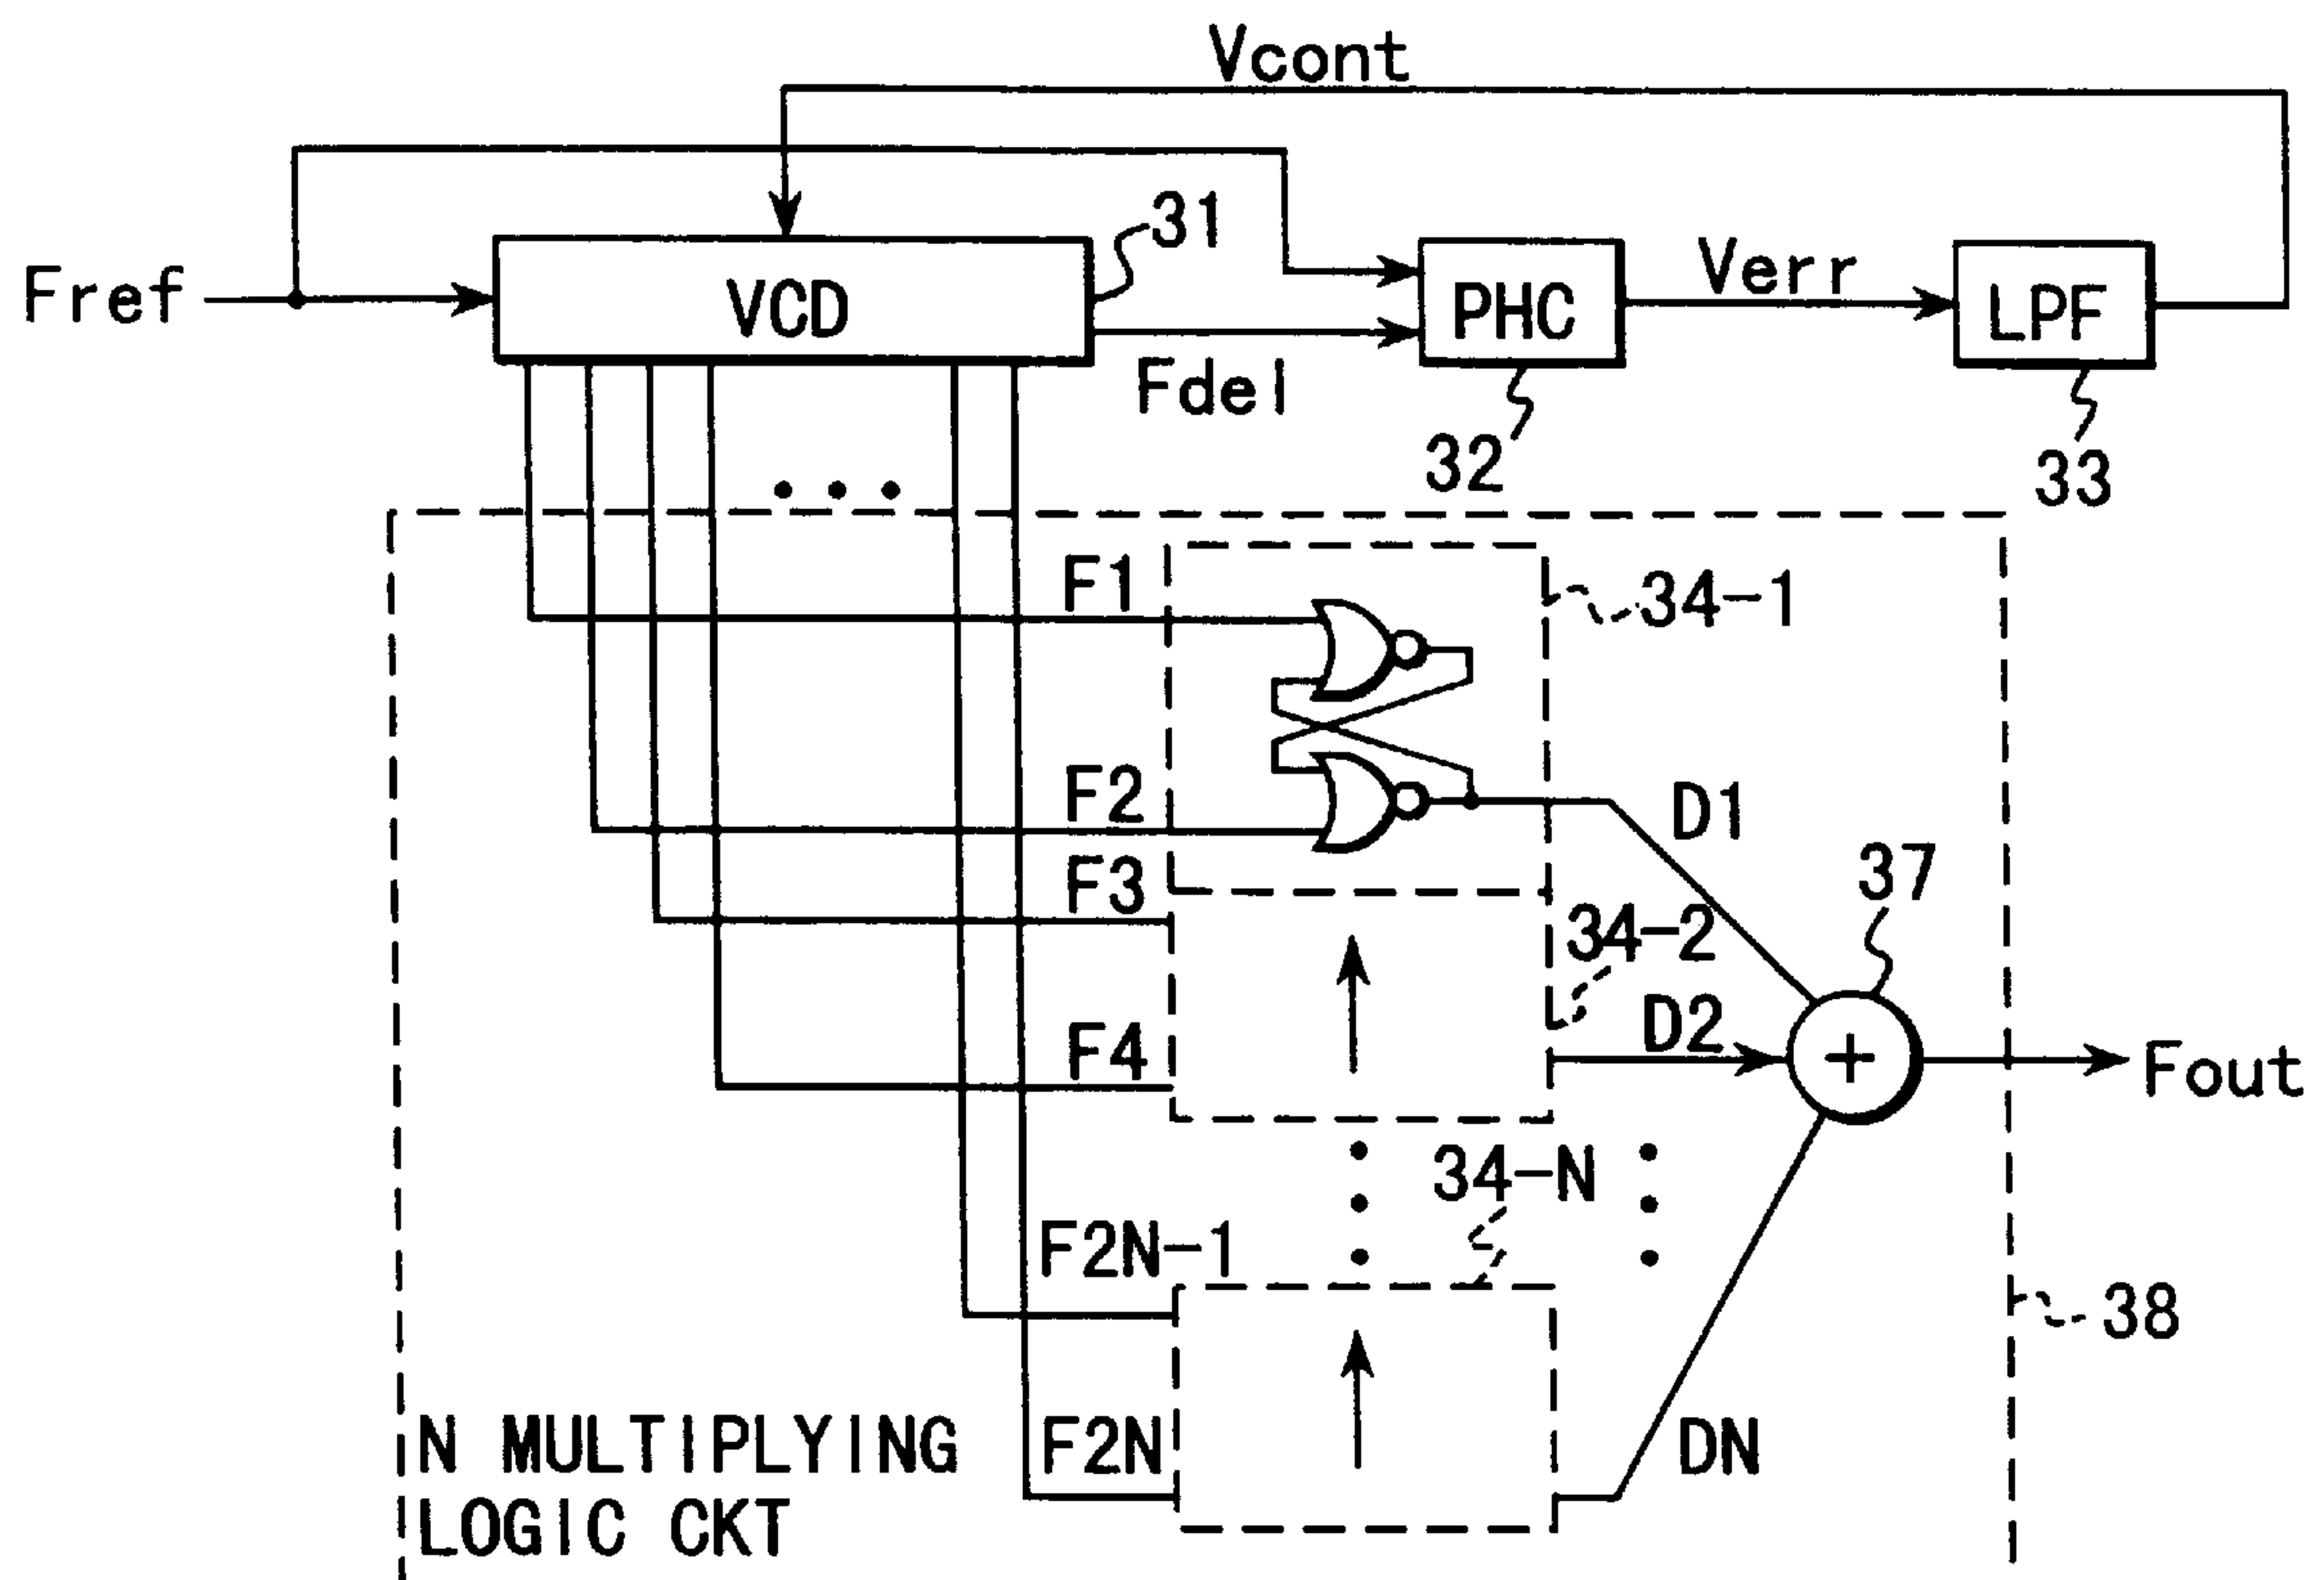 Vcont
31
Fref
VCD
PHC
Verr
LPF
Fdel
32
33
F1
34-1
F2
D1
F3
37
34-2
D2
F4
+
Fout
34-N
F2N-1
38
F2N
DN
N MULTIPLYING
LOGIC CKT